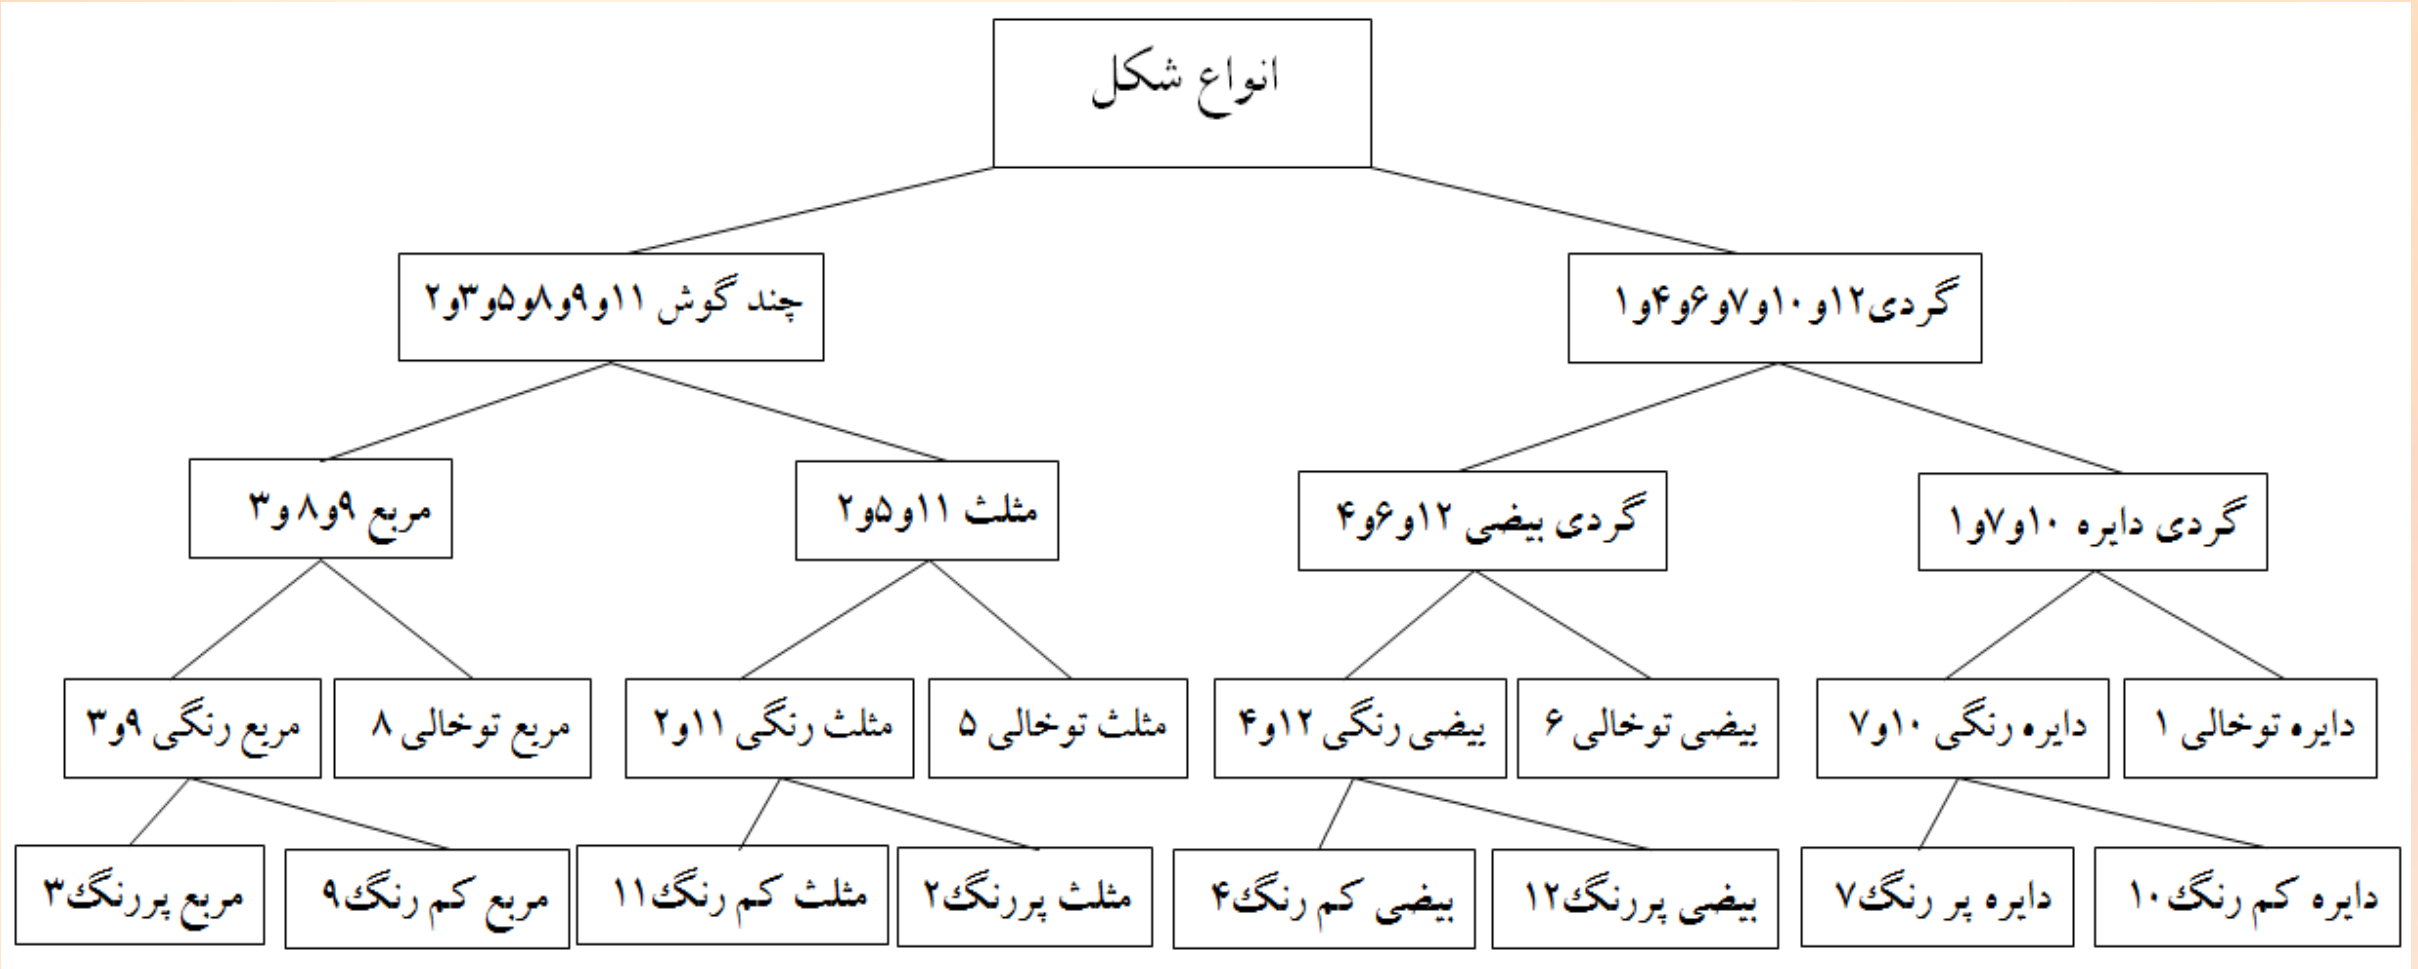 انواع شکل
گردی۱۲و۱۰و۷و۶و۴و۱
چند گوش ۱۱و۹و۸و۵و۳و۲
گردی دایره ۱۰و۷و۱
گردی بیضی ۱۲و۶و۴
مثلث ۱۱و۵و۲
مربع ۹و۸و۳
دایره توخالی ۱
دایره رنگی ۱۰و۷
بیضی توخالی ۶
بیضی رنگی ۱۲و۴
مثلث توخالی ۵
مثلث رنگی ۱۱و۲
مربع توخالی ۸
مربع رنگی ۹و۳
دایره کم رنگ۱۰
دایره پر رنگ۷
بیضی پررنگ۱۲
بیضی کم رنگ۴
مثلث پررنگ۲
مثلث کم رنگ۱۱
مربع کم رنگ۹
مربع پررنگ۳